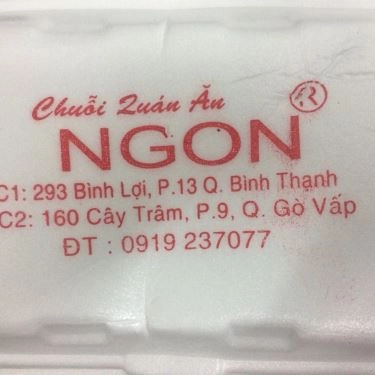 Chuỗi Quán Ăn
NGON ®
C1: 293 Bình Lợi, P.13 Q. Bình Thạnh
C2: 160 Cây Trâm, P.9, Q. Gò Vấp
ĐT : 0919 237077